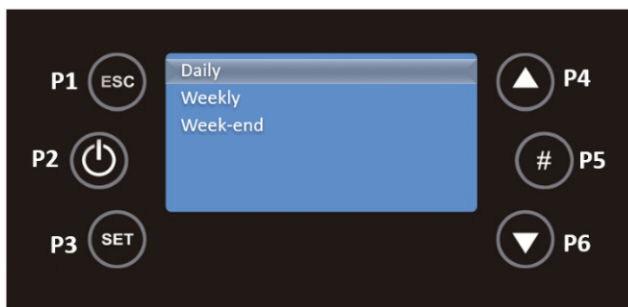 P1 ESC
Daily
Weekly
Week-end
P4
P2
# P5
P3 SET
P6